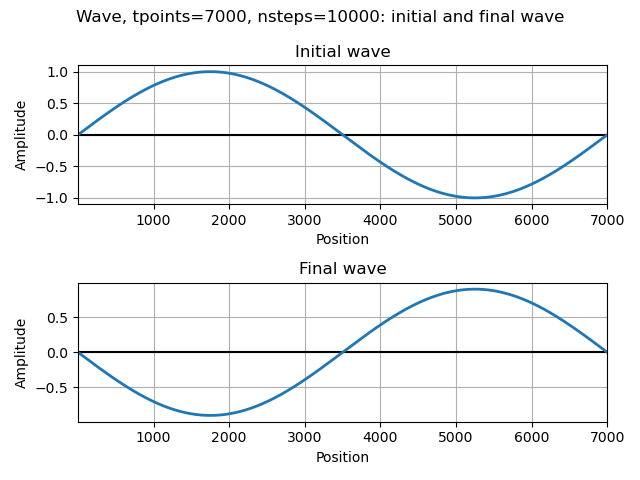 Wave, tpoints=7000, nsteps=10000: initial and final wave
Initial wave
1.0
0.5
0.0
−0.5
−1.0
Amplitude
1000 2000 3000 4000 5000 6000 7000
Position
Final wave
0.5
0.0
−0.5
Amplitude
1000 2000 3000 4000 5000 6000 7000
Position